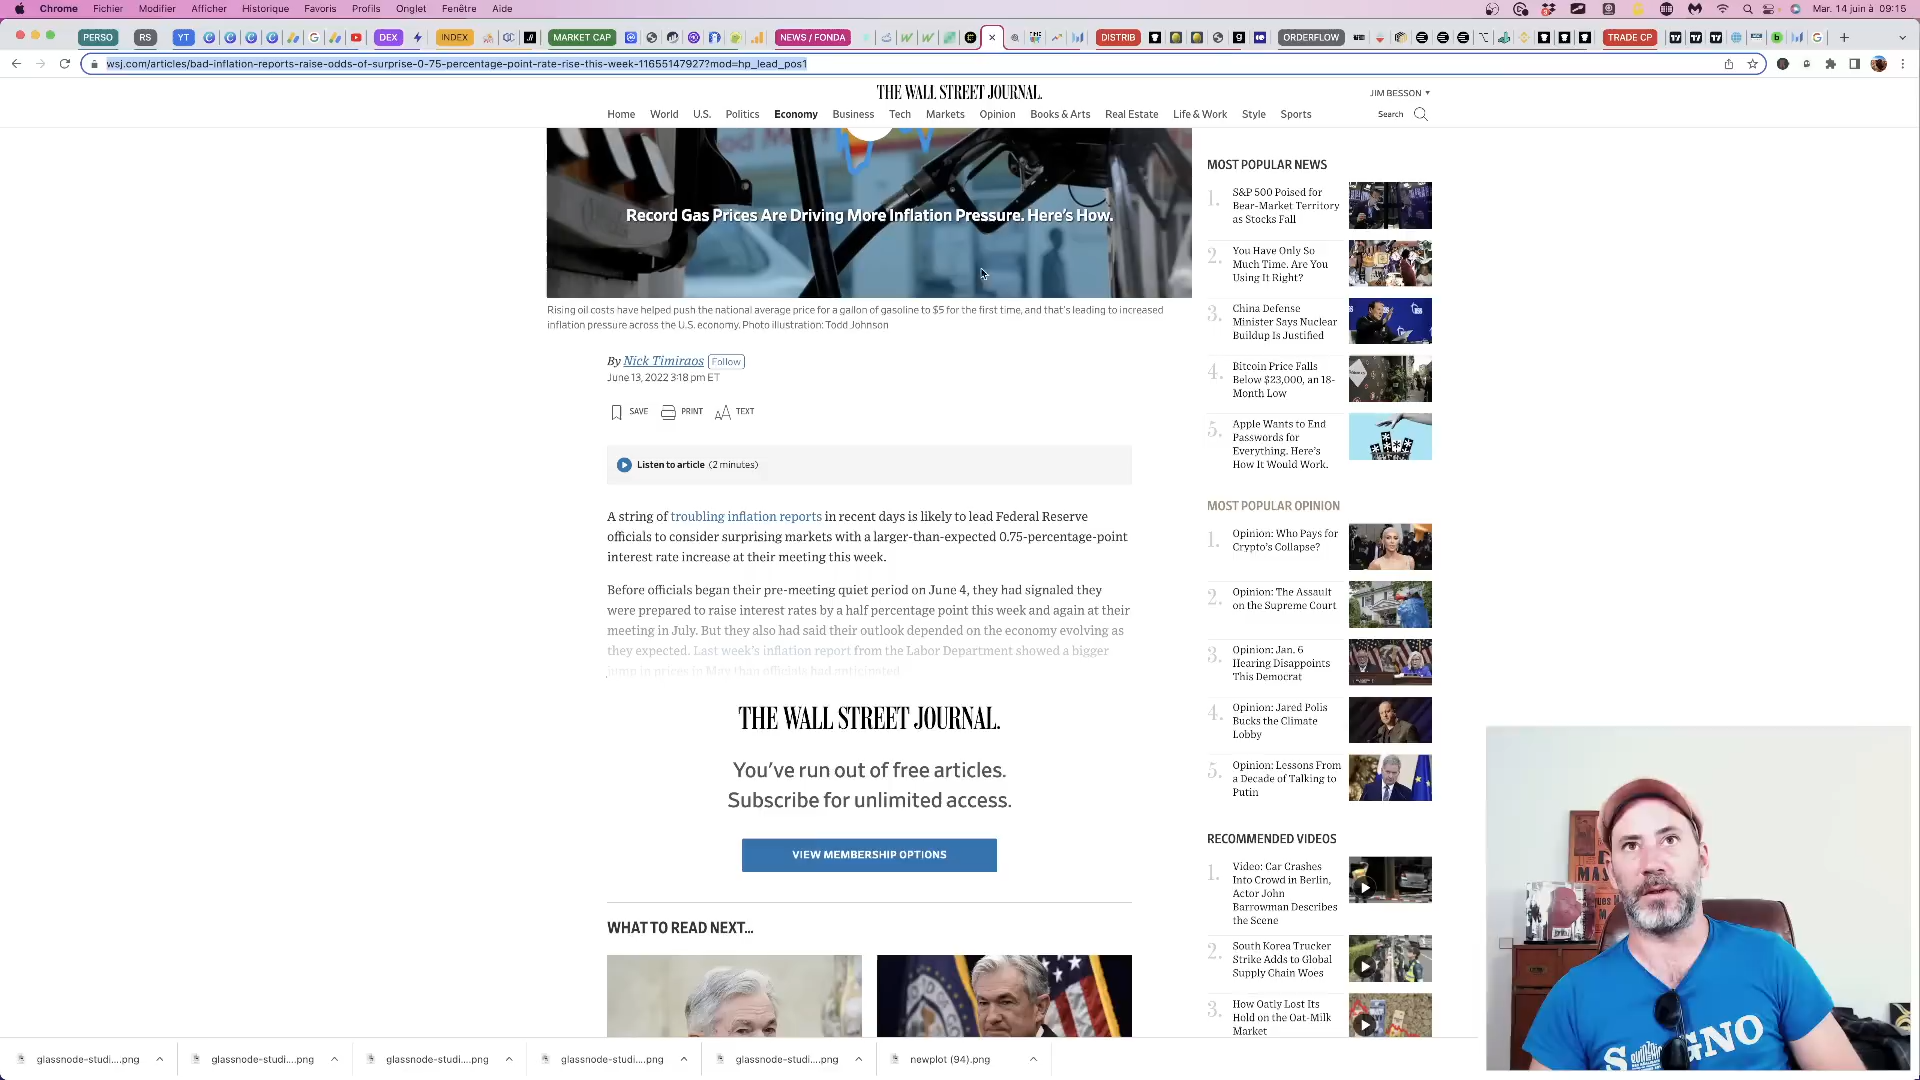 Chrome Fichier Modifier Afficher Historique Favoris Profils Onglet Fenêtre Aide
Mar. 14 juin à 09:15
PERSO RS YT DEX INDEX MARKET CAP NEWS / FONDA DISTRIB ORDERFLOW TRADE CP
wsj.com/articles/bad-inflation-reports-raise-odds-of-surprise-0-75-percentage-point-rate-rise-this-week-11655147927?mod=hp_lead_pos1
THE WALL STREET JOURNAL.
JIM BESSON
Home World U.S. Politics Economy Business Tech Markets Opinion Books & Arts Real Estate Life & Work Style Sports
Search
Record Gas Prices Are Driving More Inflation Pressure. Here's How.
Rising oil costs have helped push the national average price for a gallon of gasoline to $5 for the first time, and that's leading to increased
inflation pressure across the U.S. economy. Photo illustration: Todd Johnson
By Nick Timiraos Follow
June 13, 2022 3:18 pm ET
SAVE PRINT TEXT
Listen to article (2 minutes)
A string of troubling inflation reports in recent days is likely to lead Federal Reserve
officials to consider surprising markets with a larger-than-expected 0.75-percentage-point
interest rate increase at their meeting this week.
Before officials began their pre-meeting quiet period on June 4, they had signaled they
were prepared to raise interest rates by a half percentage point this week and again at their
meeting in July. But they also had said their outlook depended on the economy evolving as
they expected. Last week's inflation report from the Labor Department showed a bigger
jump in prices in May than officials had anticipated.
THE WALL STREET JOURNAL.
You've run out of free articles.
Subscribe for unlimited access.
VIEW MEMBERSHIP OPTIONS
WHAT TO READ NEXT...
MOST POPULAR NEWS
1. S&P 500 Poised for
Bear-Market Territory
as Stocks Fall
2. You Have Only So
Much Time. Are You
Using It Right?
3. China Defense
Minister Says Nuclear
Buildup Is Justified
4. Bitcoin Price Falls
Below $23,000, an 18-
Month Low
5. Apple Wants to End
Passwords for
Everything. Here's
How It Would Work.
MOST POPULAR OPINION
1. Opinion: Who Pays for
Crypto's Collapse?
2. Opinion: The Assault
on the Supreme Court
3. Opinion: Jan. 6
Hearing Disappoints
This Democrat
4. Opinion: Jared Polis
Bucks the Climate
Lobby
5. Opinion: Lessons From
a Decade of Talking to
Putin
RECOMMENDED VIDEOS
1. Video: Car Crashes
Into Crowd in Berlin,
Actor John
Barrowman Describes
the Scene
2. South Korea Trucker
Strike Adds to Global
Supply Chain Woes
3. How Oatly Lost Its
Hold on the Oat-Milk
Market
glassnode-studi....png glassnode-studi....png glassnode-studi....png glassnode-studi....png glassnode-studi....png newplot (94).png